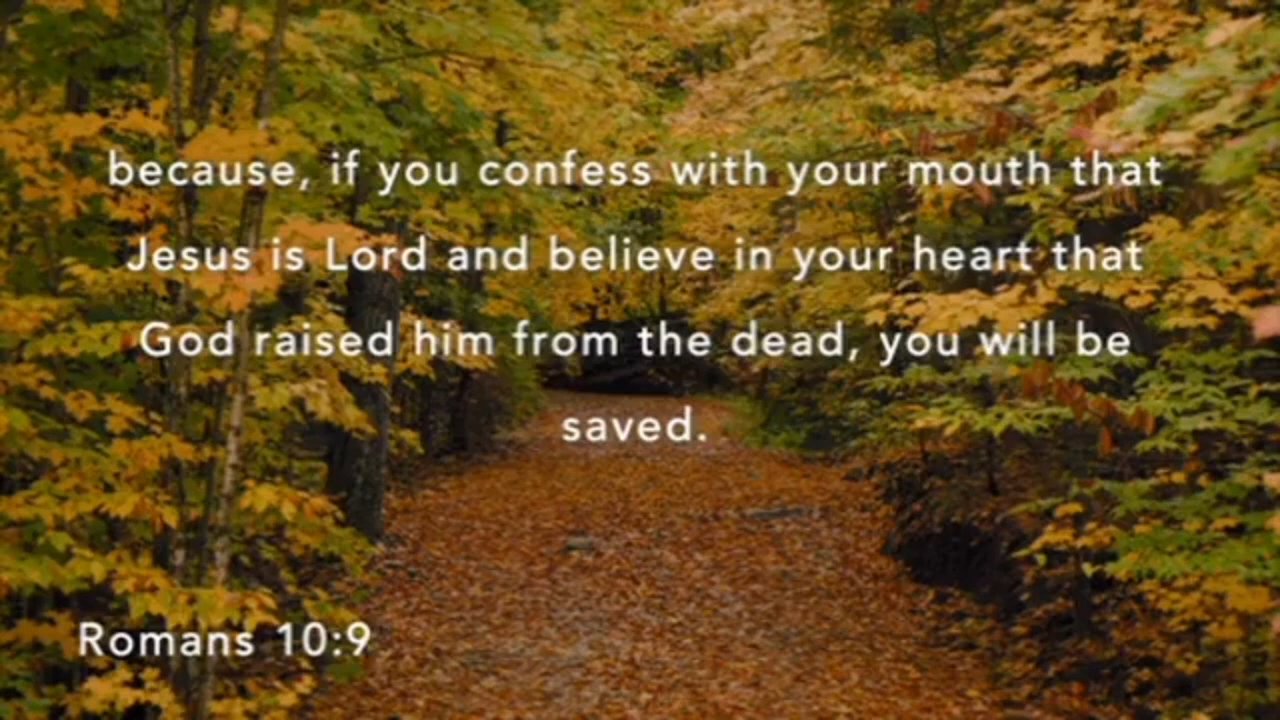 because, if you confess with your mouth that
Jesus is Lord and believe in your heart that
God raised him from the dead, you will be
saved.
Romans 10:9